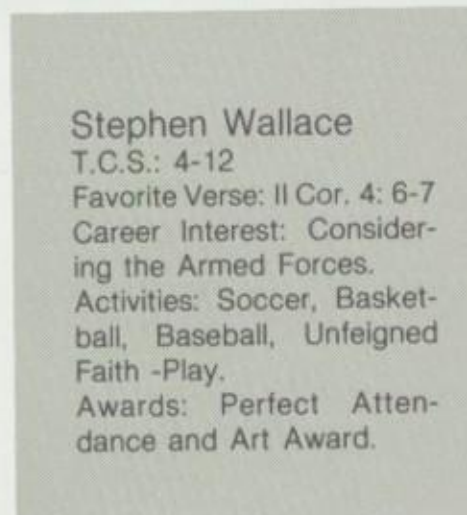 Stephen Wallace
T.C.S.: 4-12
Favorite Verse: II Cor. 4: 6-7
Career Interest: Consider-
ing the Armed Forces.
Activities: Soccer, Basket-
ball, Baseball, Unfeigned
Faith -Play.
Awards: Perfect Atten-
dance and Art Award.